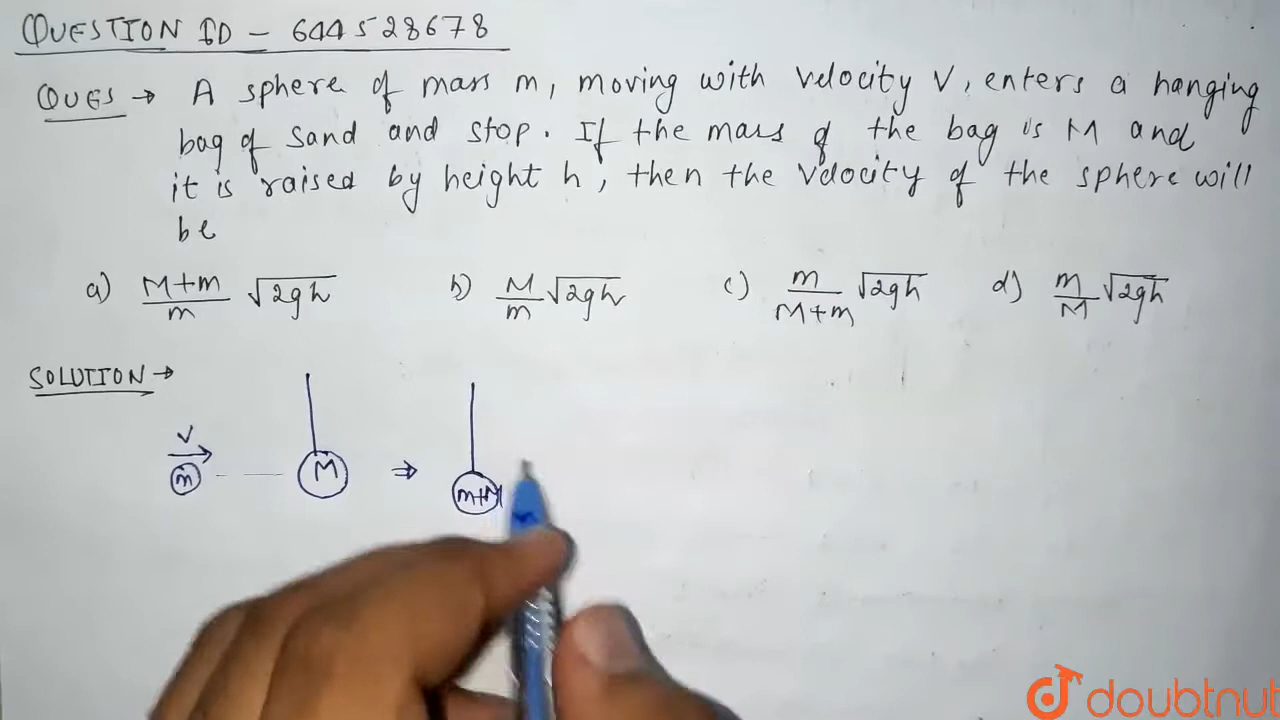 QUESTION ID - 644528678
QUES → A sphere of mass m, moving with velocity V, enters a hanging
bag of sand and stop. If the mass of the bag is M and
it is raised by height h, then the velocity of the sphere will
be
a) M+m/m √2gh b) M/m √2gh c) m/M+m √2gh d) m/M √2gh
SOLUTION →
V
m M ⇒ m+M
doubtnut